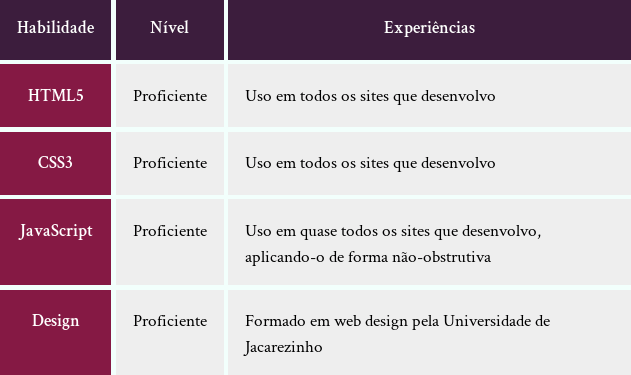 Habilidade Nível Experiências
HTML5 Proficiente Uso em todos os sites que desenvolvo
CSS3 Proficiente Uso em todos os sites que desenvolvo
JavaScript Proficiente Uso em quase todos os sites que desenvolvo,
aplicando-o de forma não-obstrutiva
Design Proficiente Formado em web design pela Universidade de
Jacarezinho